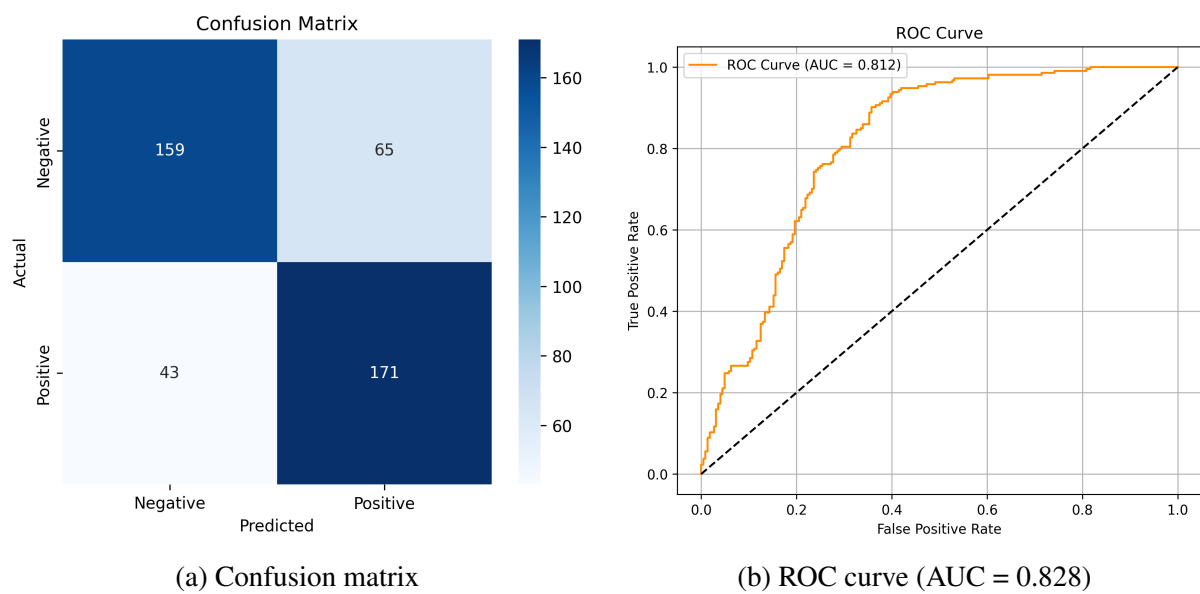 Confusion Matrix
Negative
Positive
Actual
159
65
43
171
Negative
Positive
Predicted
160
140
120
100
80
60
(a) Confusion matrix
ROC Curve
ROC Curve (AUC = 0.812)
True Positive Rate
1.0
0.8
0.6
0.4
0.2
0.0
0.0
0.2
0.4
0.6
0.8
1.0
False Positive Rate
(b) ROC curve (AUC = 0.828)